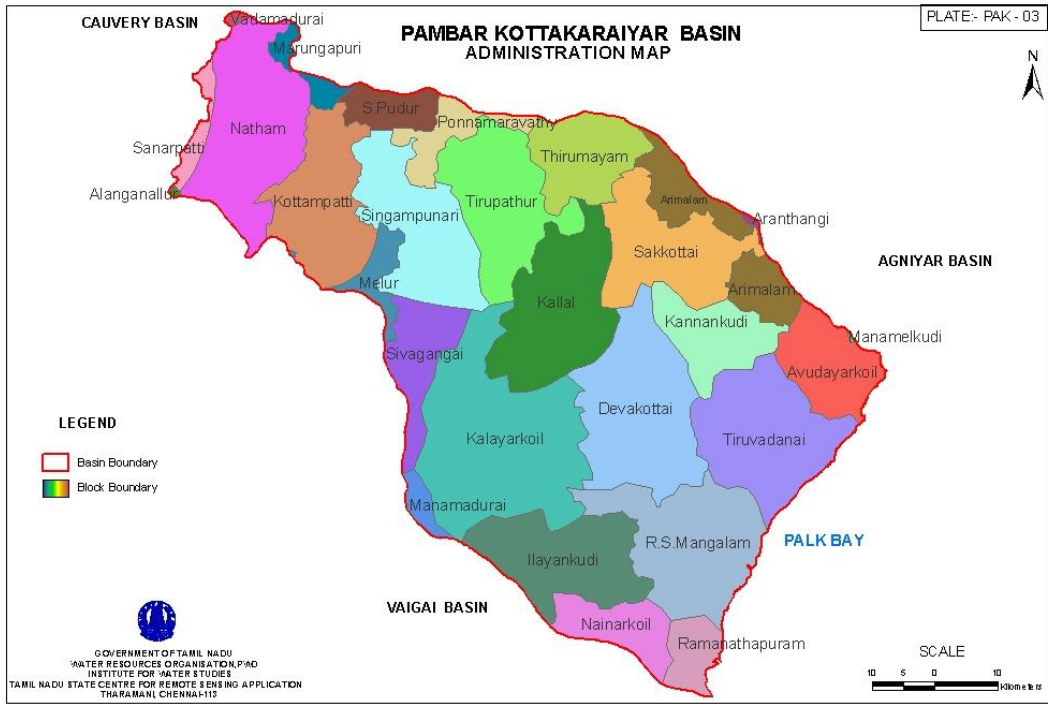 PLATE:- PAK - 03
CAUVERY BASIN
PAMBAR KOTTAKARAIYAR BASIN
ADMINISTRATION MAP
N
Vadamadurai
Marungapuri
S.Pudur
Ponnamaravathy
Natham
Sanarpatti
Thirumayam
Alanganallur
Kottampatti
Singampunari
Tirupathur
Arimalam
Aranthangi
Sakkottai
AGNIYAR BASIN
Melur
Kallal
Arimalam
Kannankudi
Manamelkudi
Sivagangai
Avudayarkoil
Devakottai
LEGEND
Kalayarkoil
Tiruvadanai
Basin Boundary
Block Boundary
Manamadurai
R.S.Mangalam
PALK BAY
Ilayankudi
VAIGAI BASIN
Nainarkoil
Ramanathapuram
GOVERNMENT OF TAMIL NADU
WATER RESOURCES ORGANISATION,PWD
INSTITUTE FOR WATER STUDIES
TAMIL NADU STATE CENTRE FOR REMOTE SENSING APPLICATION
THARAMANI, CHENNAI-113
SCALE
10 5 0 10
Kilometers